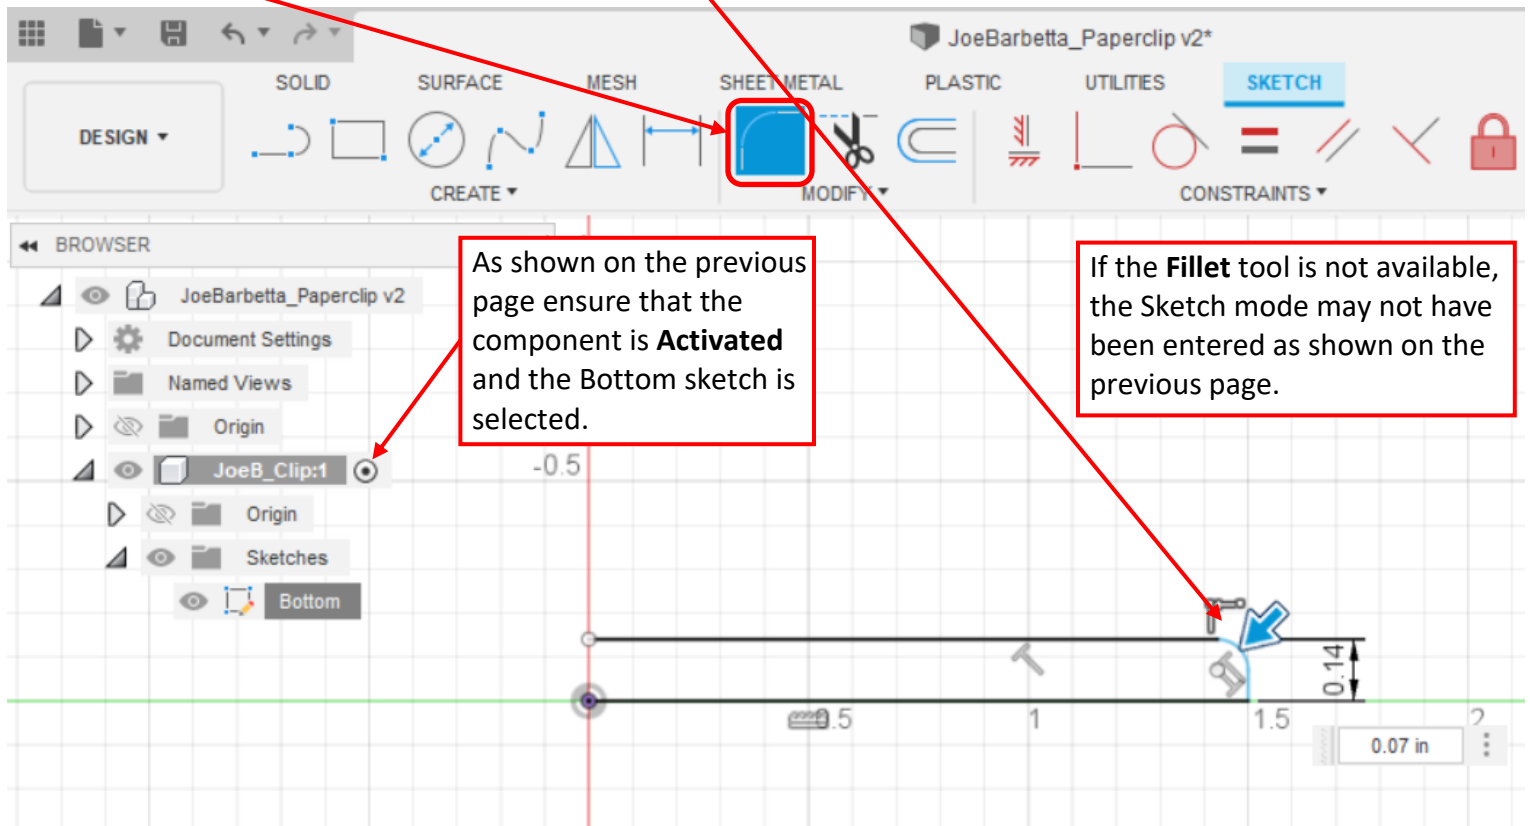 JoeBarbetta_Paperclip v2*
SOLID SURFACE MESH SHEET METAL PLASTIC UTILITIES SKETCH
DESIGN
CREATE MODIFY CONSTRAINTS
BROWSER
JoeBarbetta_Paperclip v2
Document Settings
Named Views
Origin
JoeB_Clip:1
Origin
Sketches
Bottom
As shown on the previous
page ensure that the
component is Activated
and the Bottom sketch is
selected.
If the Fillet tool is not available,
the Sketch mode may not have
been entered as shown on the
previous page.
-0.5
0.14
0.5 1 1.5 2
0.07 in